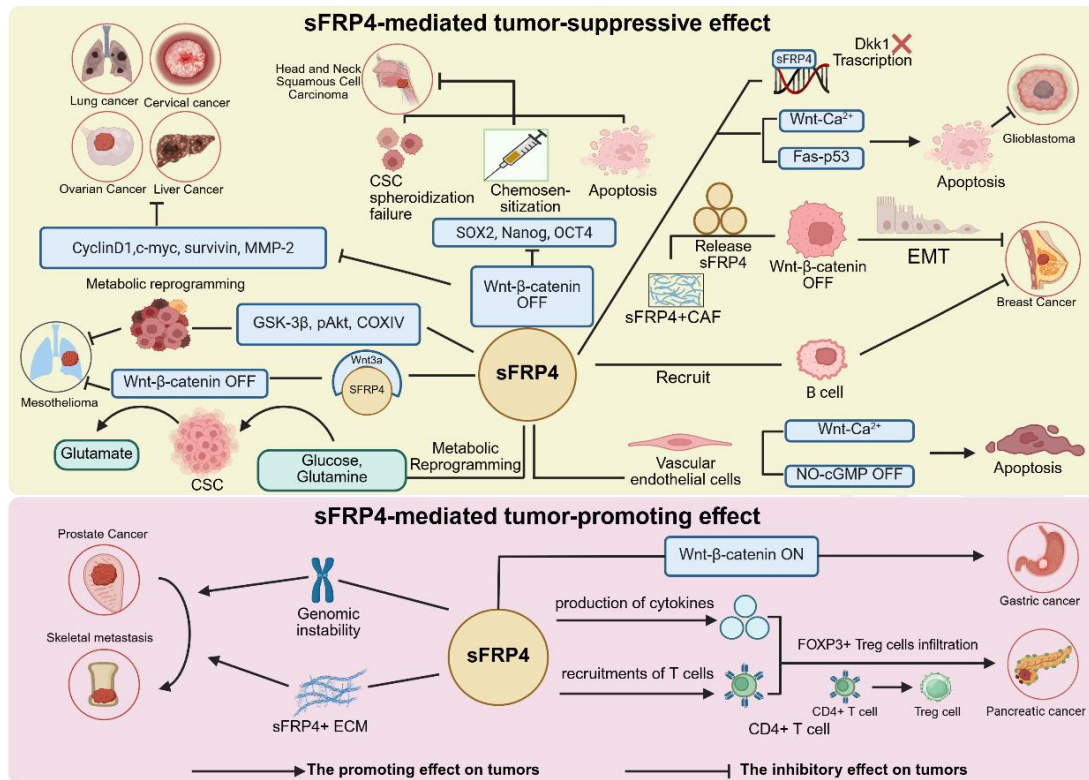 sFRP4-mediated tumor-suppressive effect
Lung cancer
Cervical cancer
Ovarian Cancer
Liver Cancer
CyclinD1,c-myc, survivin, MMP-2
Metabolic reprogramming
GSK-3β, pAkt, COXIV
Mesothelioma
Wnt-β-catenin OFF
Wnt3a
SFRP4
Glutamate
CSC
Glucose,
Glutamine
Metabolic
Reprogramming
Head and Neck
Squamous Cell
Carcinoma
CSC
spheroidization
failure
Chemosen-
sitization
Apoptosis
SOX2, Nanog, OCT4
Wnt-β-catenin
OFF
sFRP4
sFRP4
Dkk1
Trascription
Wnt-Ca²⁺
Fas-p53
Apoptosis
Glioblastoma
Release
sFRP4
sFRP4+CAF
Wnt-β-catenin
OFF
EMT
Breast Cancer
Recruit
B cell
Vascular
endothelial cells
Wnt-Ca²⁺
NO-cGMP OFF
Apoptosis
sFRP4-mediated tumor-promoting effect
Prostate Cancer
Skeletal metastasis
Genomic
instability
sFRP4+ ECM
sFRP4
Wnt-β-catenin ON
Gastric cancer
production of cytokines
recruitments of T cells
CD4+ T cell
FOXP3+ Treg cells infiltration
CD4+ T cell
Treg cell
Pancreatic cancer
The promoting effect on tumors
The inhibitory effect on tumors